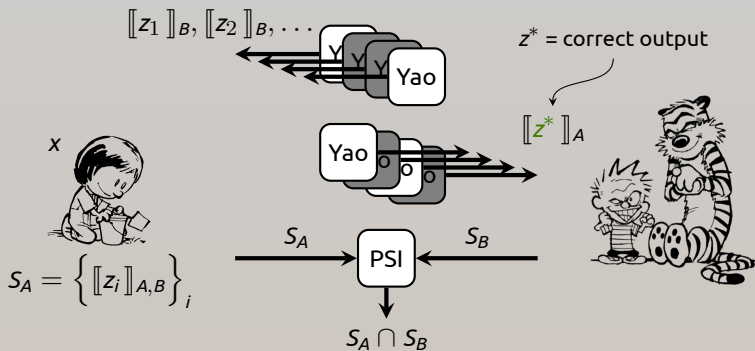 ⟦z₁⟧_B, ⟦z₂⟧_B, …
z* = correct output
Y Y Y Yao
⟦z*⟧_A
x
Yao o o o
S_A
S_B
PSI
S_A = {⟦z_i⟧_{A,B}}_i
S_A ∩ S_B